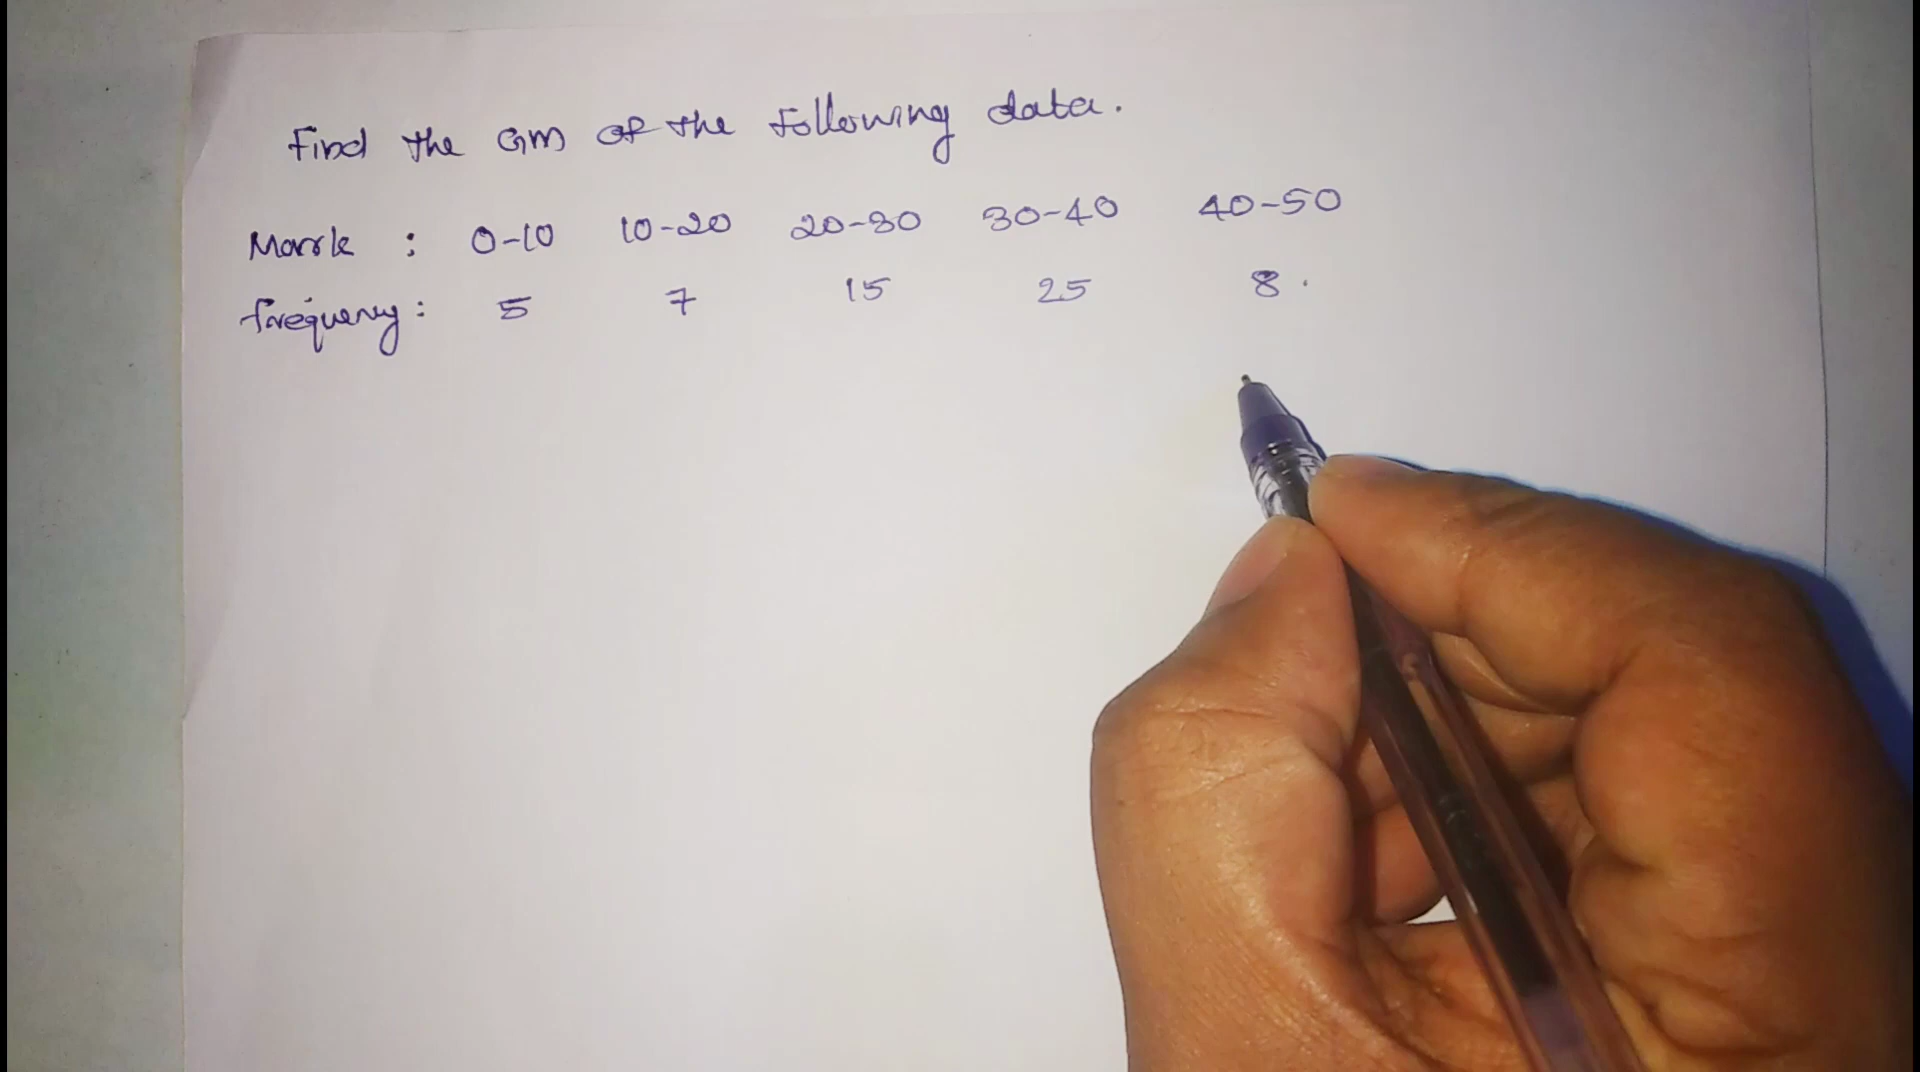 Find the GM of the following data.
Mark : 0-10 10-20 20-30 30-40 40-50
frequency : 5 7 15 25 8.